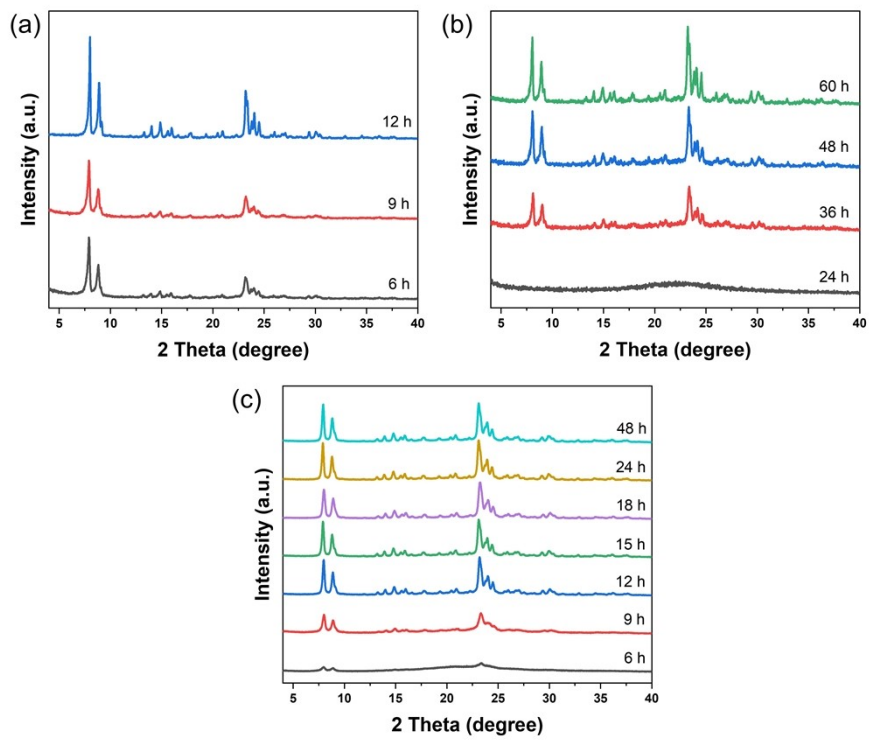 (a)
Intensity (a.u.)
12 h
9 h
6 h
5 10 15 20 25 30 35 40
2 Theta (degree)
(b)
Intensity (a.u.)
60 h
48 h
36 h
24 h
5 10 15 20 25 30 35 40
2 Theta (degree)
(c)
Intensity (a.u.)
48 h
24 h
18 h
15 h
12 h
9 h
6 h
5 10 15 20 25 30 35 40
2 Theta (degree)